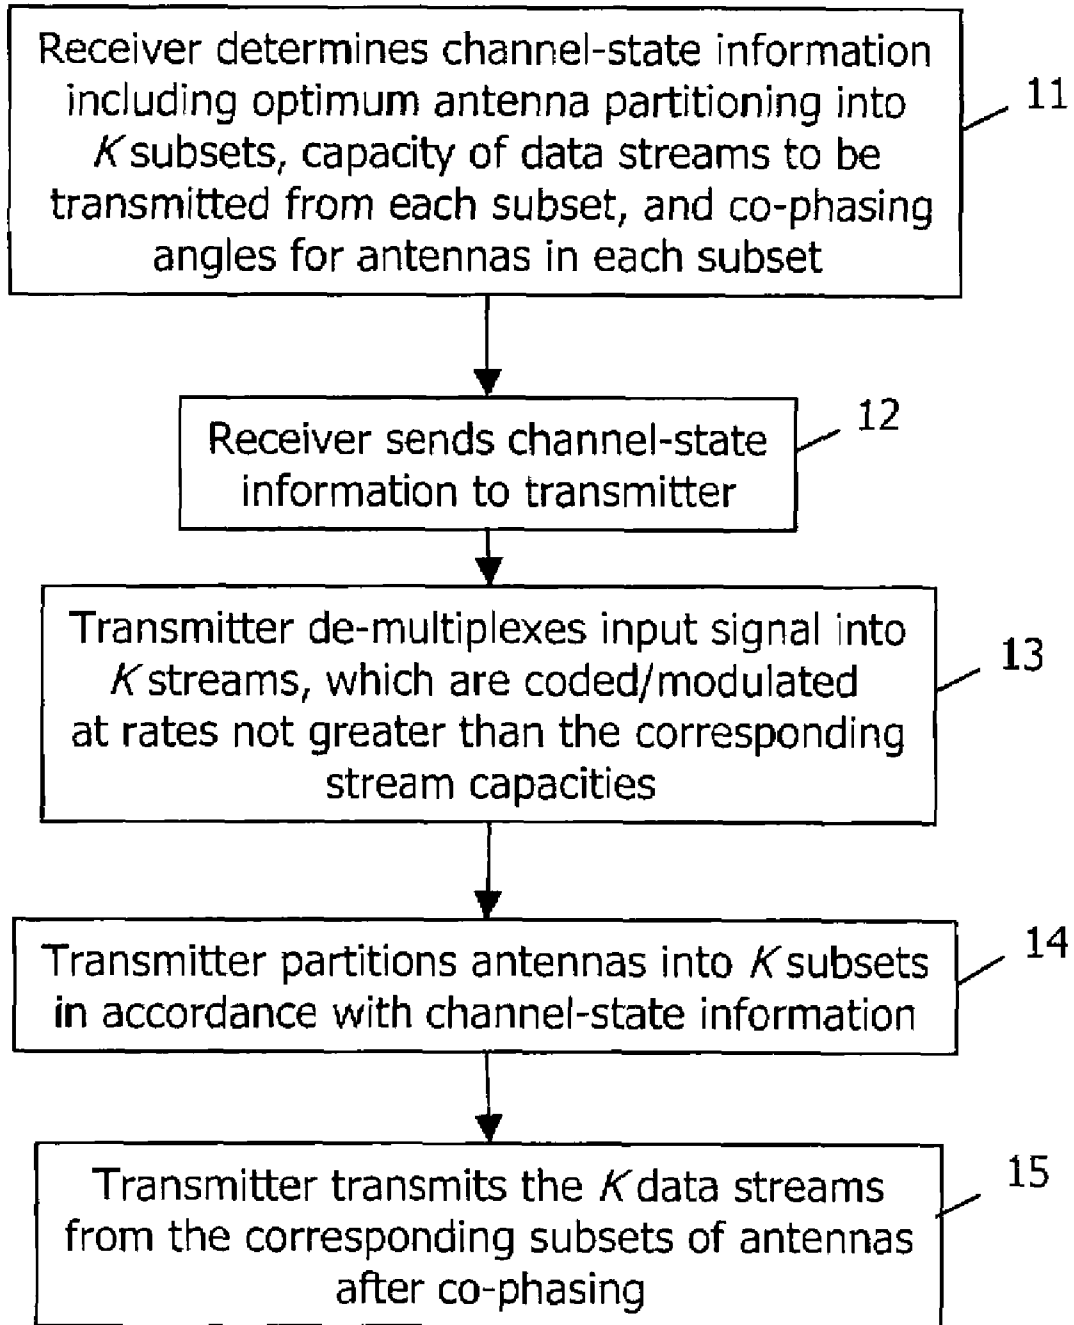 Receiver determines channel-state information
including optimum antenna partitioning into
K subsets, capacity of data streams to be
transmitted from each subset, and co-phasing
angles for antennas in each subset
11
Receiver sends channel-state
information to transmitter
12
Transmitter de-multiplexes input signal into
K streams, which are coded/modulated
at rates not greater than the corresponding
stream capacities
13
Transmitter partitions antennas into K subsets
in accordance with channel-state information
14
Transmitter transmits the K data streams
from the corresponding subsets of antennas
after co-phasing
15